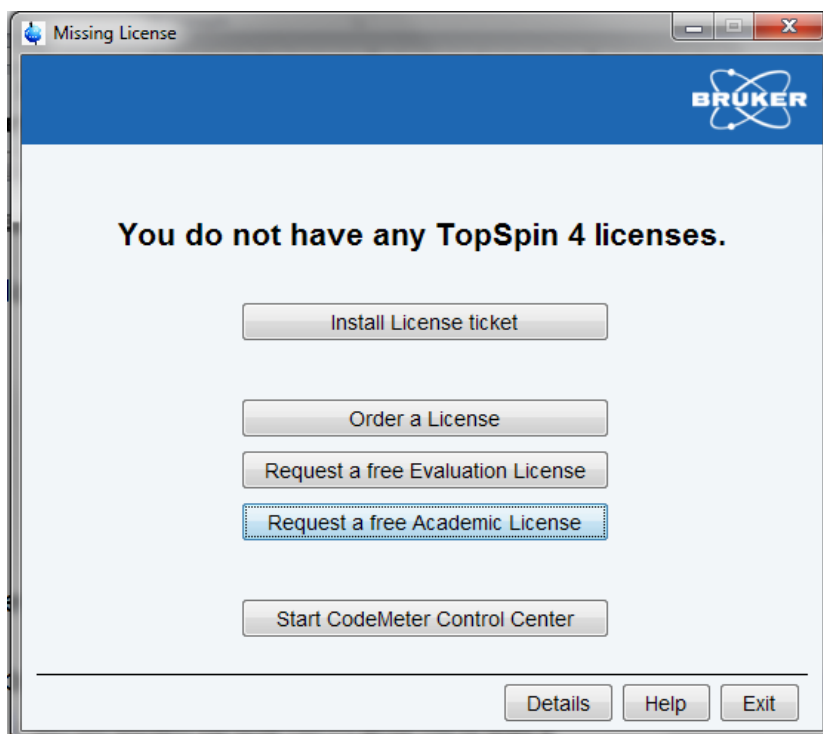 Missing License
BRUKER
You do not have any TopSpin 4 licenses.
Install License ticket
Order a License
Request a free Evaluation License
Request a free Academic License
Start CodeMeter Control Center
Details Help Exit